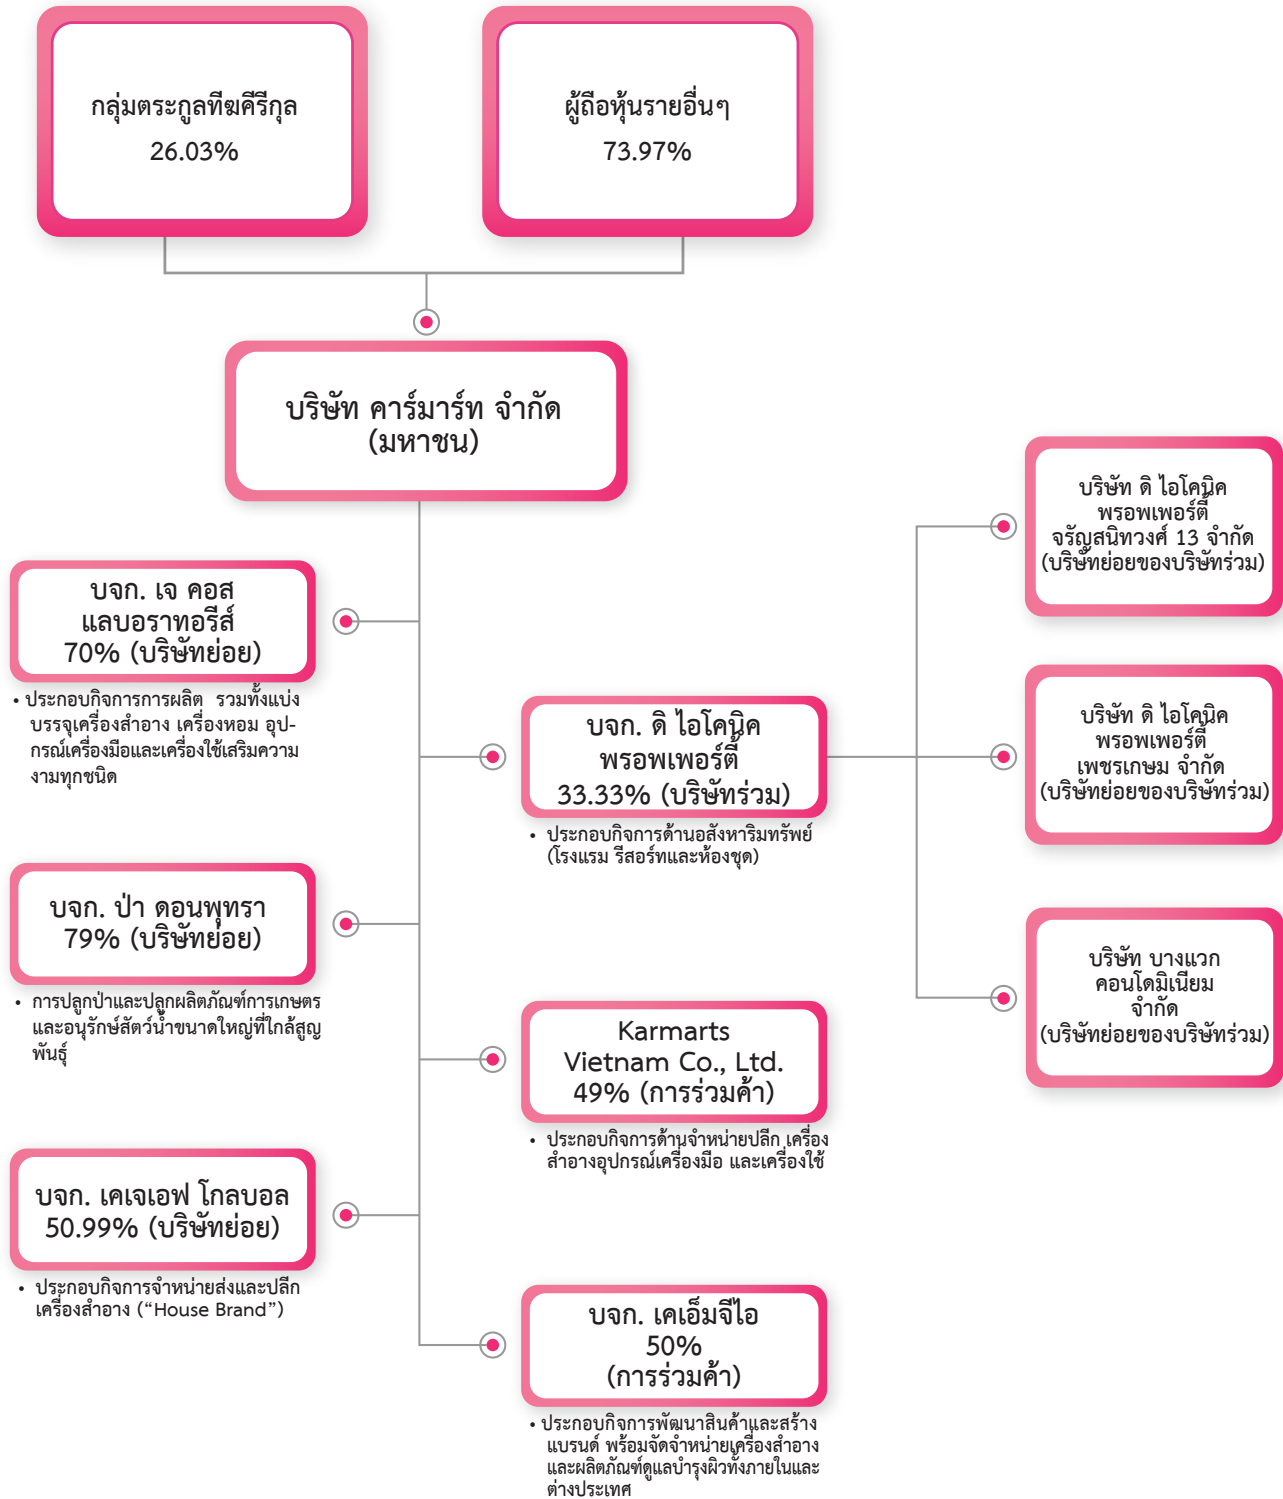 กลุ่มตระกูลทีฆคีรีกุล
26.03%
ผู้ถือหุ้นรายอื่นๆ
73.97%
บริษัท คาร์มาร์ท จำกัด
(มหาชน)
บจก. เจ คอส
แลบอราทอรีส์
70% (บริษัทย่อย)
• ประกอบกิจการการผลิต รวมทั้งแบ่ง
บรรจุเครื่องสำอาง เครื่องหอม อุป-
กรณ์เครื่องมือและเครื่องใช้เสริมความ
งามทุกชนิด
บจก. ป่า ดอนพุทรา
79% (บริษัทย่อย)
• การปลูกป่าและปลูกผลิตภัณฑ์การเกษตร
และอนุรักษ์สัตว์น้ำขนาดใหญ่ที่ใกล้สูญ
พันธุ์
บจก. เคเจเอฟ โกลบอล
50.99% (บริษัทย่อย)
• ประกอบกิจการจำหน่ายส่งและปลีก
เครื่องสำอาง (“House Brand”)
บจก. ดิ ไอโคนิค
พรอพเพอร์ตี้
33.33% (บริษัทร่วม)
• ประกอบกิจการด้านอสังหาริมทรัพย์
(โรงแรม รีสอร์ทและห้องชุด)
Karmarts
Vietnam Co., Ltd.
49% (การร่วมค้า)
• ประกอบกิจการด้านจำหน่ายปลีก เครื่อง
สำอางอุปกรณ์เครื่องมือ และเครื่องใช้
บจก. เคเอ็มจีไอ
50%
(การร่วมค้า)
• ประกอบกิจการพัฒนาสินค้าและสร้าง
แบรนด์ พร้อมจัดจำหน่ายเครื่องสำอาง
และผลิตภัณฑ์ดูแลบำรุงผิวทั้งภายในและ
ต่างประเทศ
บริษัท ดิ ไอโคนิค
พรอพเพอร์ตี้
จรัญสนิทวงศ์ 13 จำกัด
(บริษัทย่อยของบริษัทร่วม)
บริษัท ดิ ไอโคนิค
พรอพเพอร์ตี้
เพชรเกษม จำกัด
(บริษัทย่อยของบริษัทร่วม)
บริษัท บางแวก
คอนโดมิเนียม
จำกัด
(บริษัทย่อยของบริษัทร่วม)